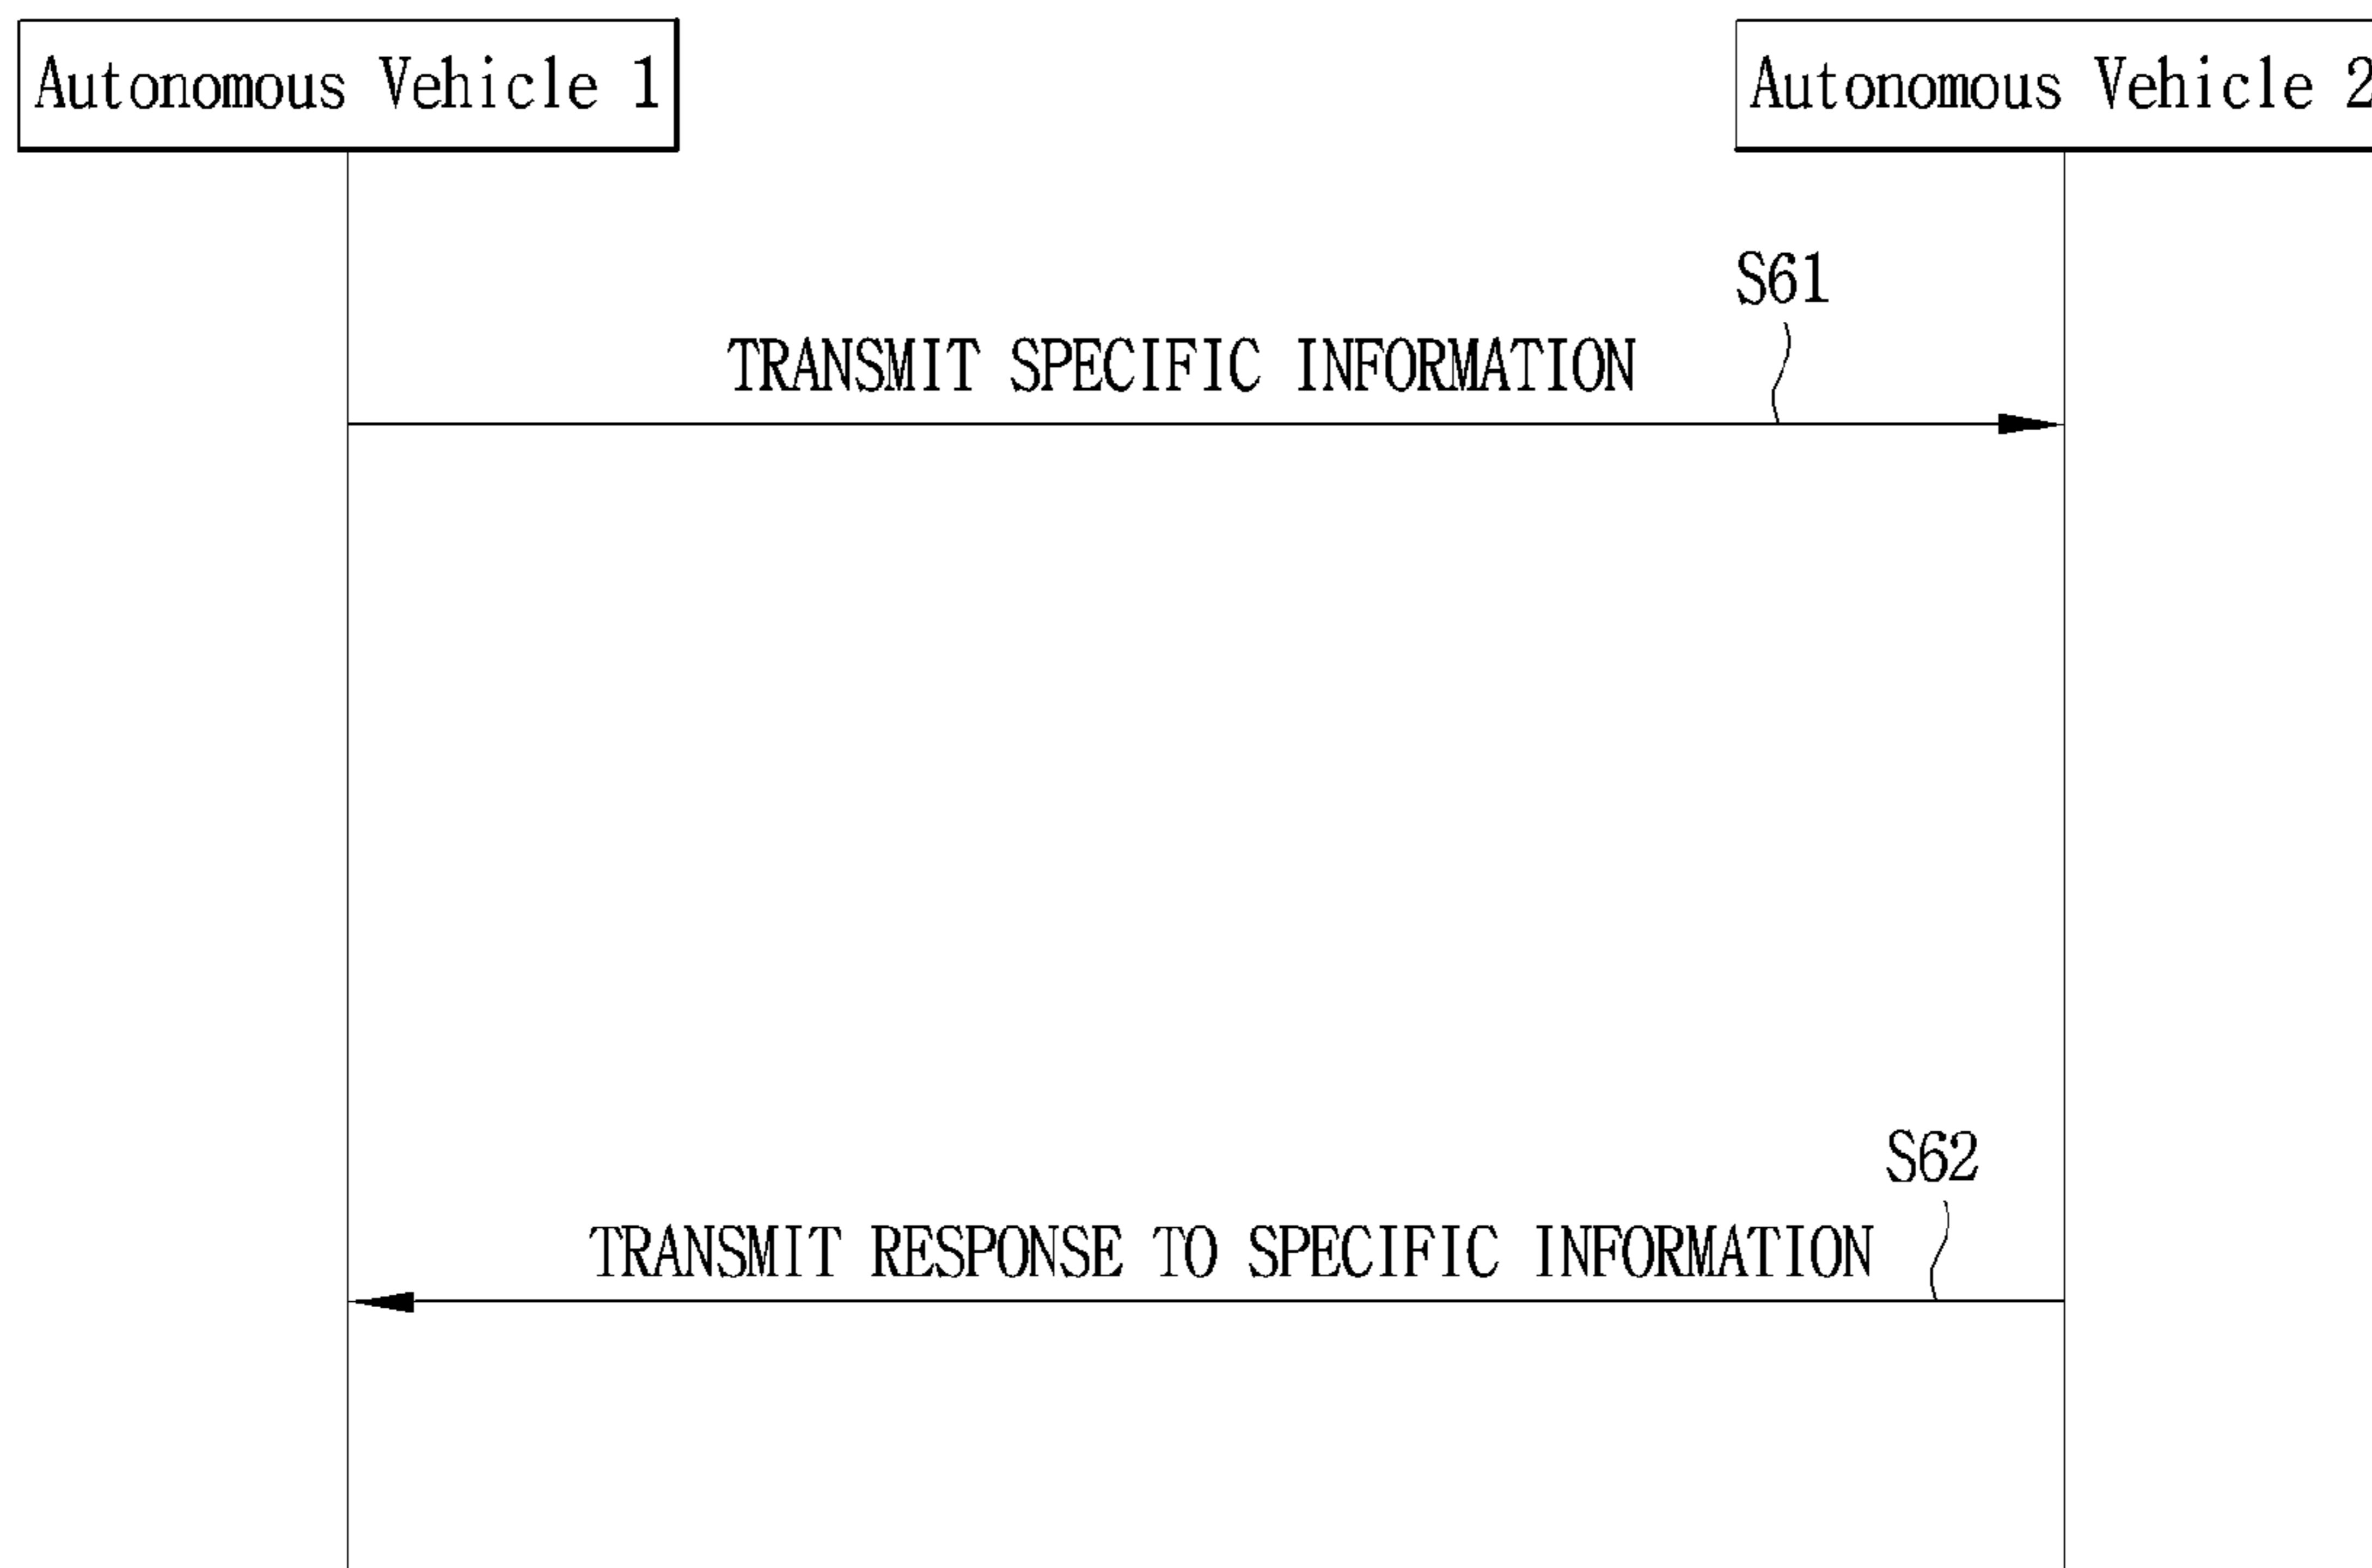 Autonomous Vehicle 1
Autonomous Vehicle 2
S61
TRANSMIT SPECIFIC INFORMATION
S62
TRANSMIT RESPONSE TO SPECIFIC INFORMATION